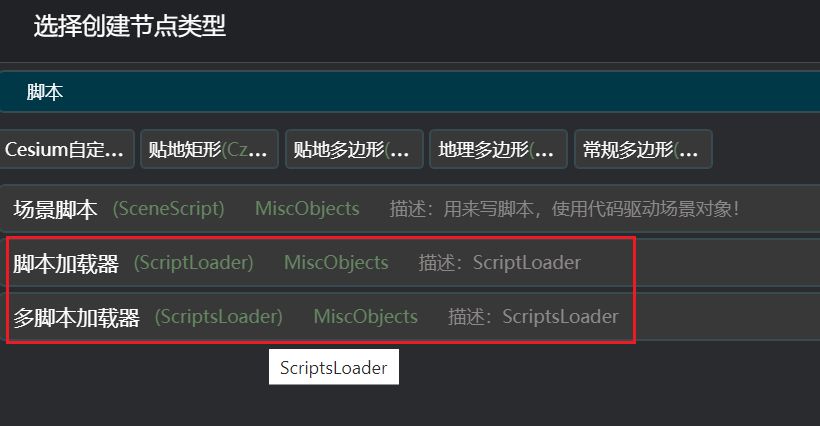 选择创建节点类型
脚本
Cesium自定... 贴地矩形(Cz... 贴地多边形(... 地理多边形(... 常规多边形(...
场景脚本 (SceneScript) MiscObjects 描述：用来写脚本，使用代码驱动场景对象！
脚本加载器 (ScriptLoader) MiscObjects 描述：ScriptLoader
多脚本加载器 (ScriptsLoader) MiscObjects 描述：ScriptsLoader
ScriptsLoader